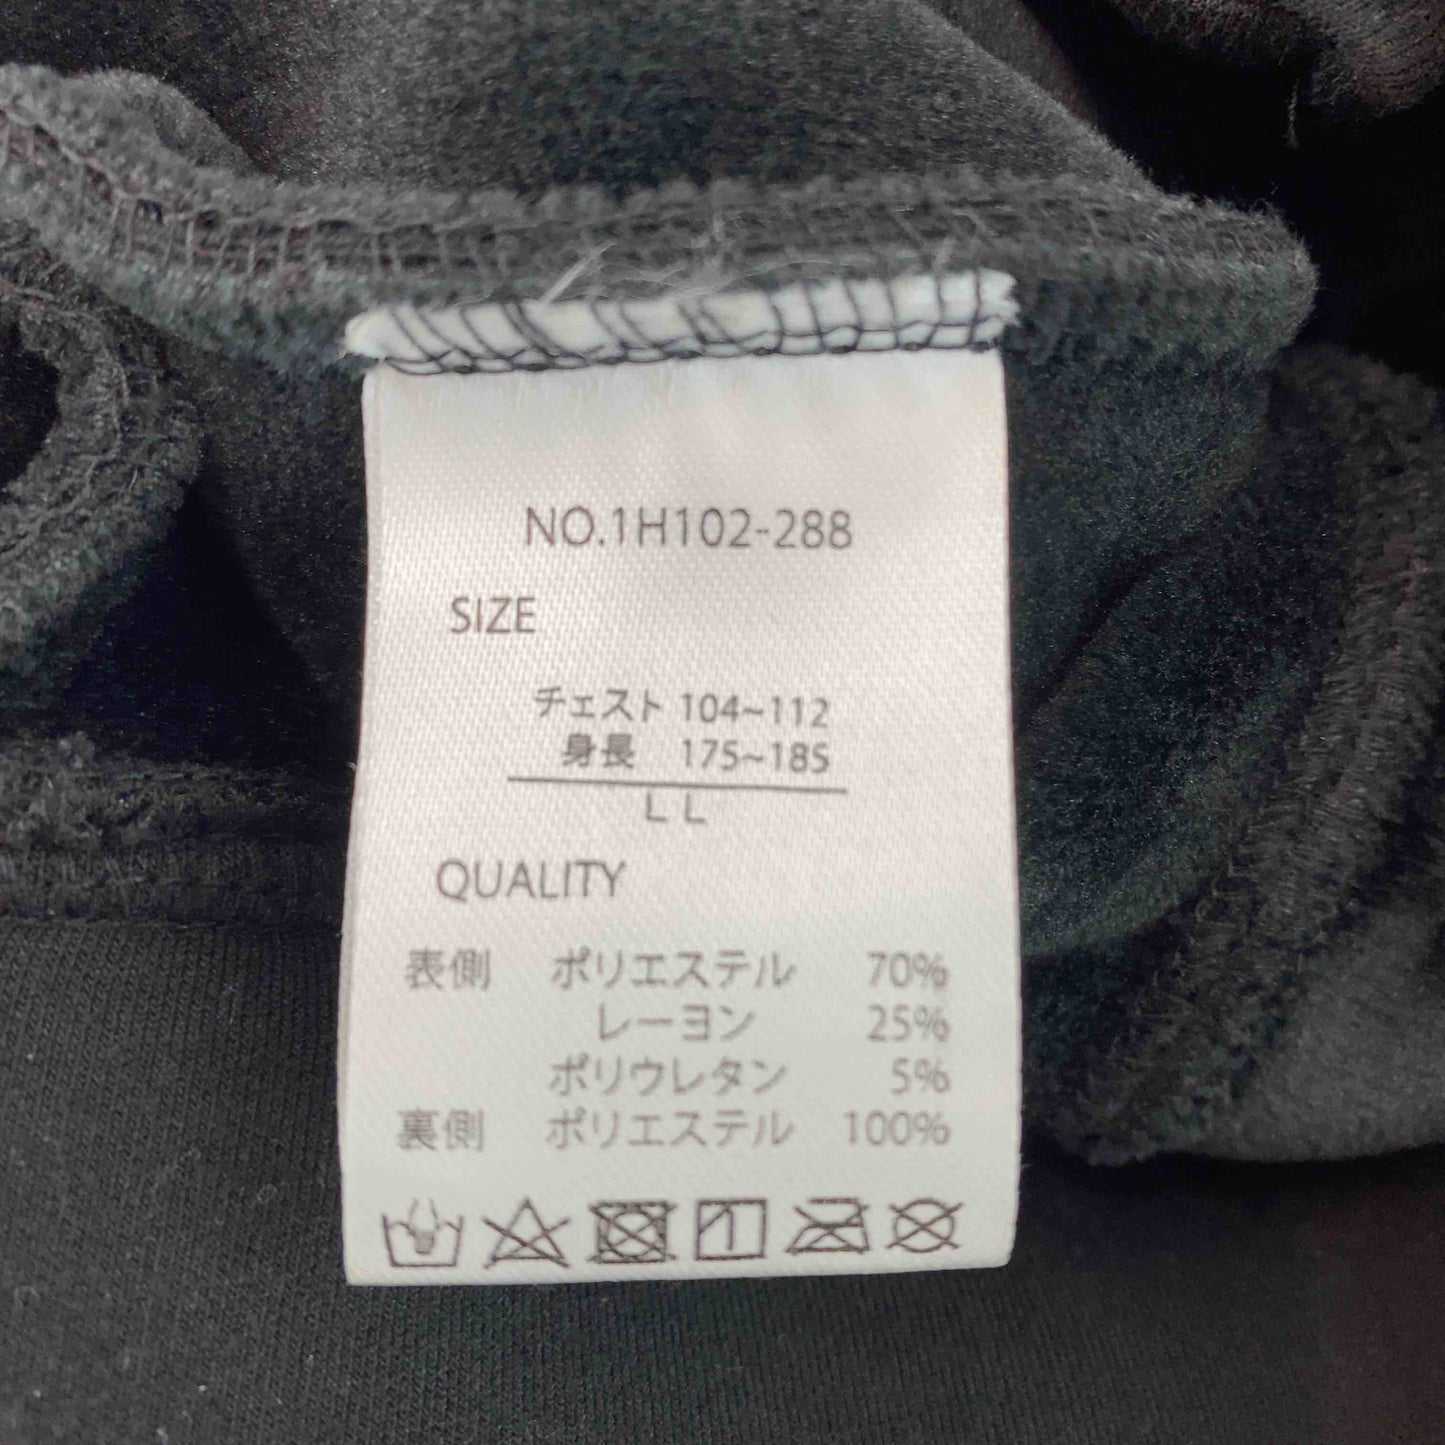 NO.1H102-288
SIZE
チェスト 104~112
身長 175~185
LL
QUALITY
表側 ポリエステル 70%
レーヨン 25%
ポリウレタン 5%
裏側 ポリエステル 100%